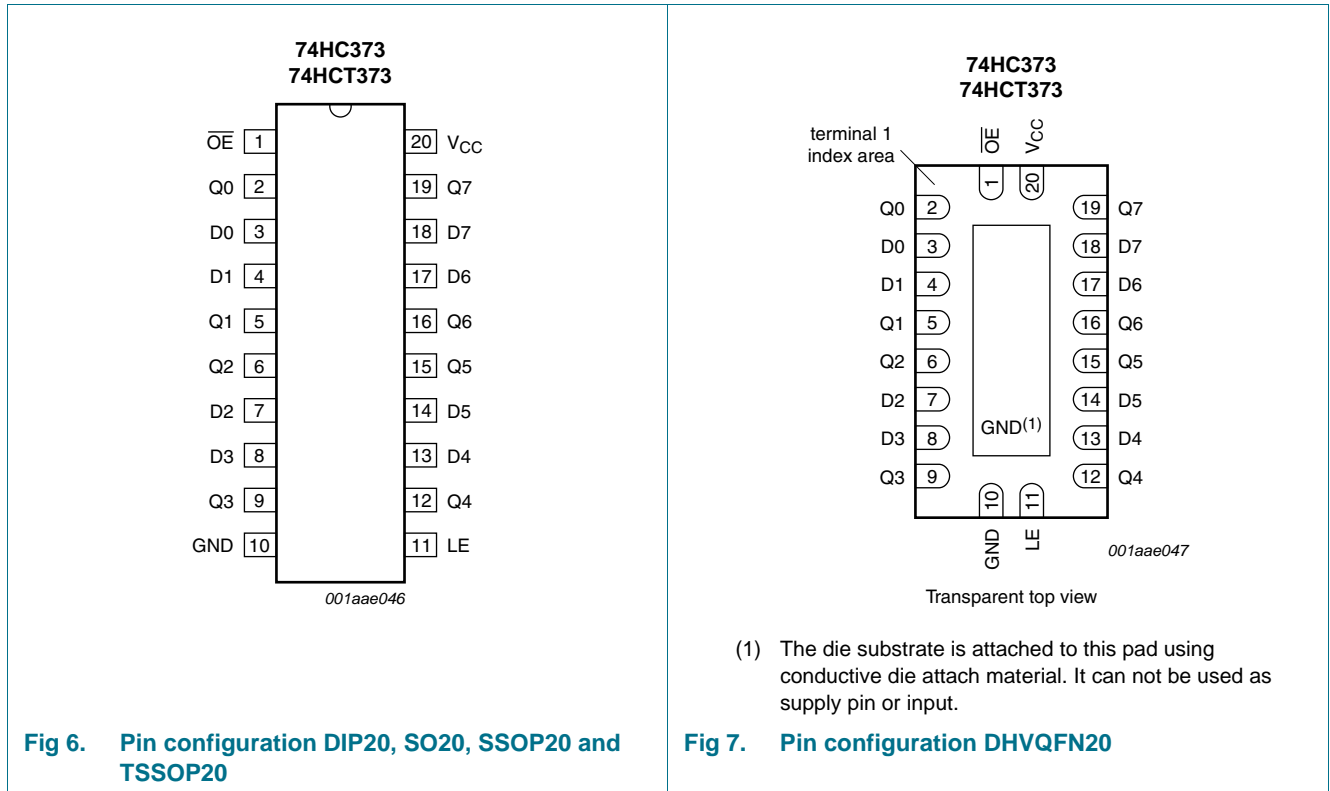 74HC373
74HCT373
OE 1
Q0 2
D0 3
D1 4
Q1 5
Q2 6
D2 7
D3 8
Q3 9
GND 10
20 VCC
19 Q7
18 D7
17 D6
16 Q6
15 Q5
14 D5
13 D4
12 Q4
11 LE
001aae046
Fig 6. Pin configuration DIP20, SO20, SSOP20 and
TSSOP20
74HC373
74HCT373
terminal 1
index area
OE
VCC
1
20
Q0 2
D0 3
D1 4
Q1 5
Q2 6
D2 7
D3 8
Q3 9
19 Q7
18 D7
17 D6
16 Q6
15 Q5
14 D5
13 D4
12 Q4
GND(1)
10
11
GND
LE
001aae047
Transparent top view
(1) The die substrate is attached to this pad using
conductive die attach material. It can not be used as
supply pin or input.
Fig 7. Pin configuration DHVQFN20